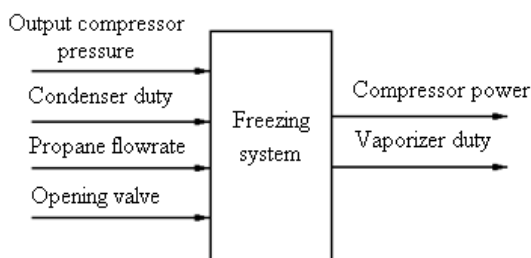 Output compressor
pressure
Condenser duty
Propane flowrate
Opening valve
Freezing
system
Compressor power
Vaporizer duty